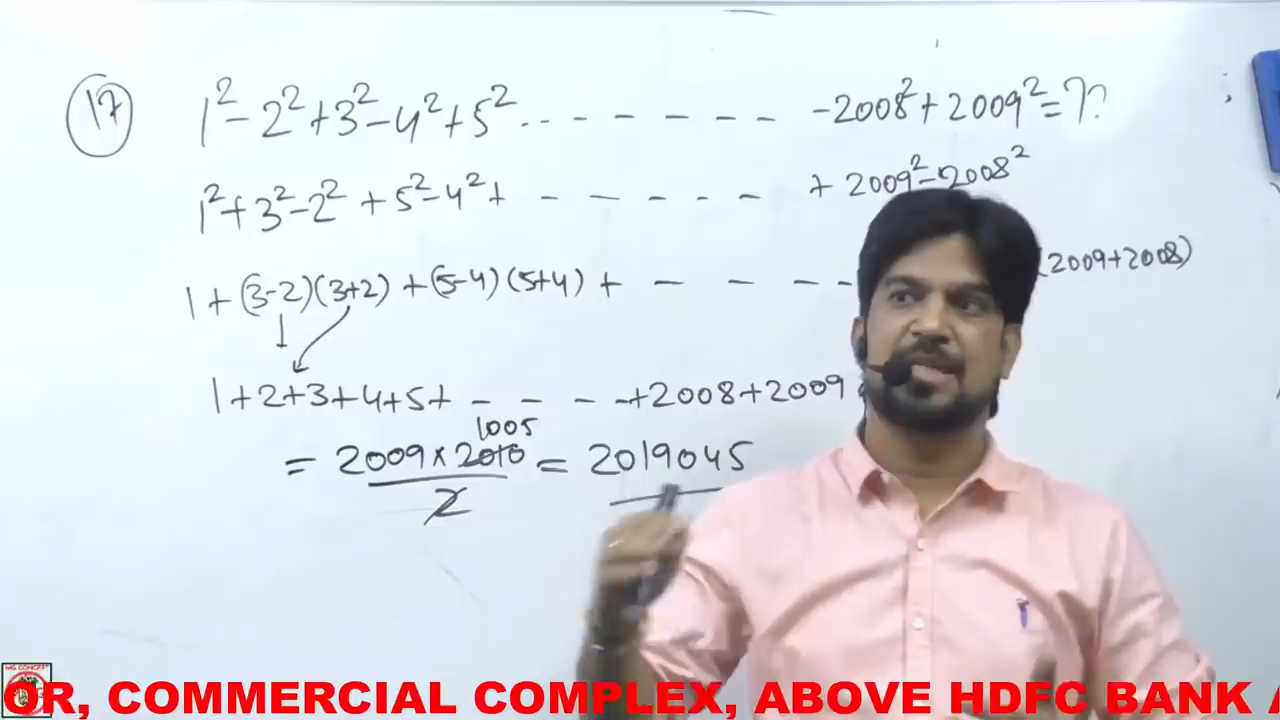 17 1²-2²+3²-4²+5².. - - - - - - -2008²+2009²=??
1²+3²-2²+5²-4²+ - - - - - +2009²-2008²
1+(3-2)(3+2)+(5-4)(5+4)+ - - - - (2009+2008)
1+2+3+4+5+ - - - -+2008+2009
1005
= 2009×2010 = 2019045
2
OR, COMMERCIAL COMPLEX, ABOVE HDFC BANK